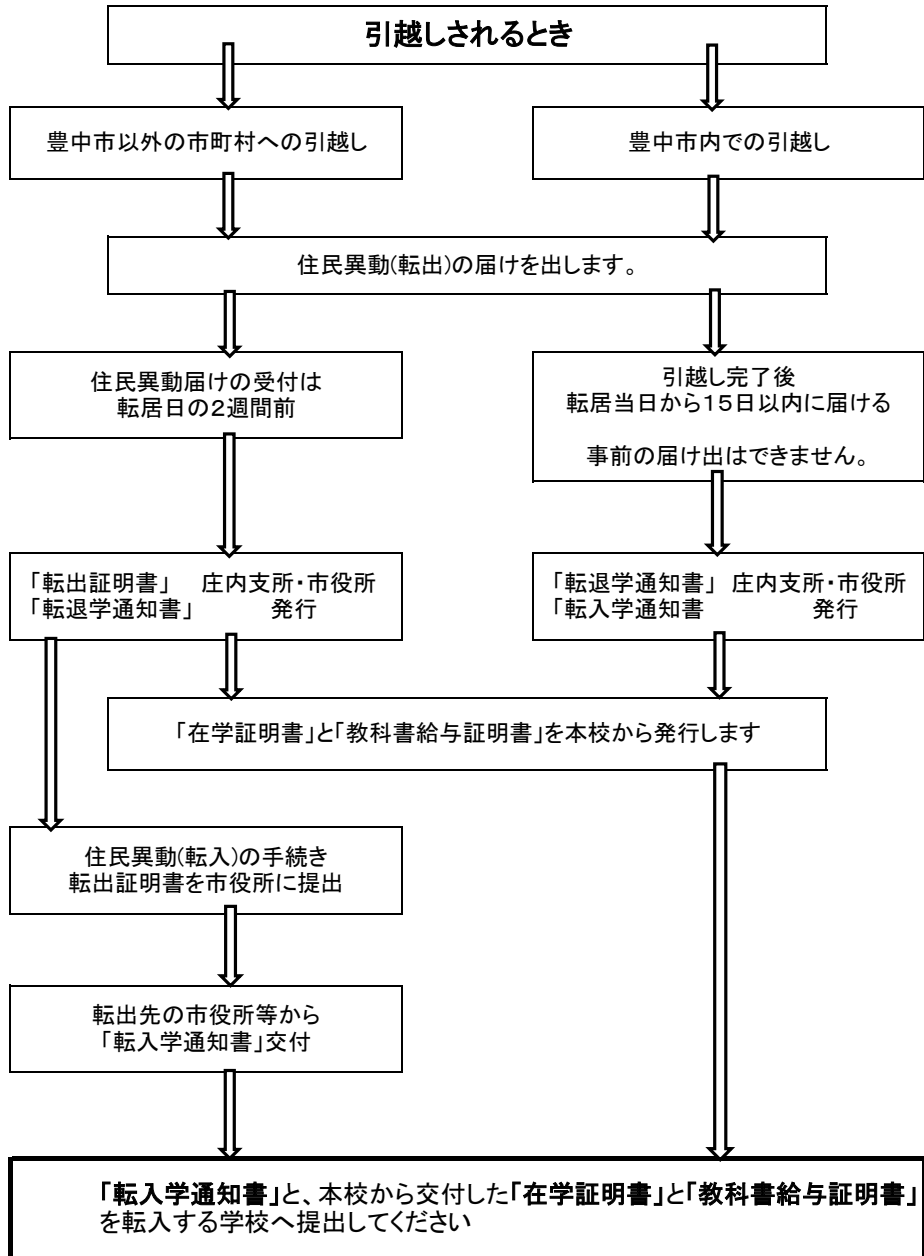 引越しされるとき
豊中市以外の市町村への引越し
豊中市内での引越し
住民異動(転出)の届けを出します。
住民異動届けの受付は
転居日の2週間前
引越し完了後
転居当日から15日以内に届ける
事前の届け出はできません。
「転出証明書」 庄内支所・市役所
「転退学通知書」 発行
「転退学通知書」 庄内支所・市役所
「転入学通知書 発行
「在学証明書」と「教科書給与証明書」を本校から発行します
住民異動(転入)の手続き
転出証明書を市役所に提出
転出先の市役所等から
「転入学通知書」交付
「転入学通知書」と、本校から交付した「在学証明書」と「教科書給与証明書」
を転入する学校へ提出してください